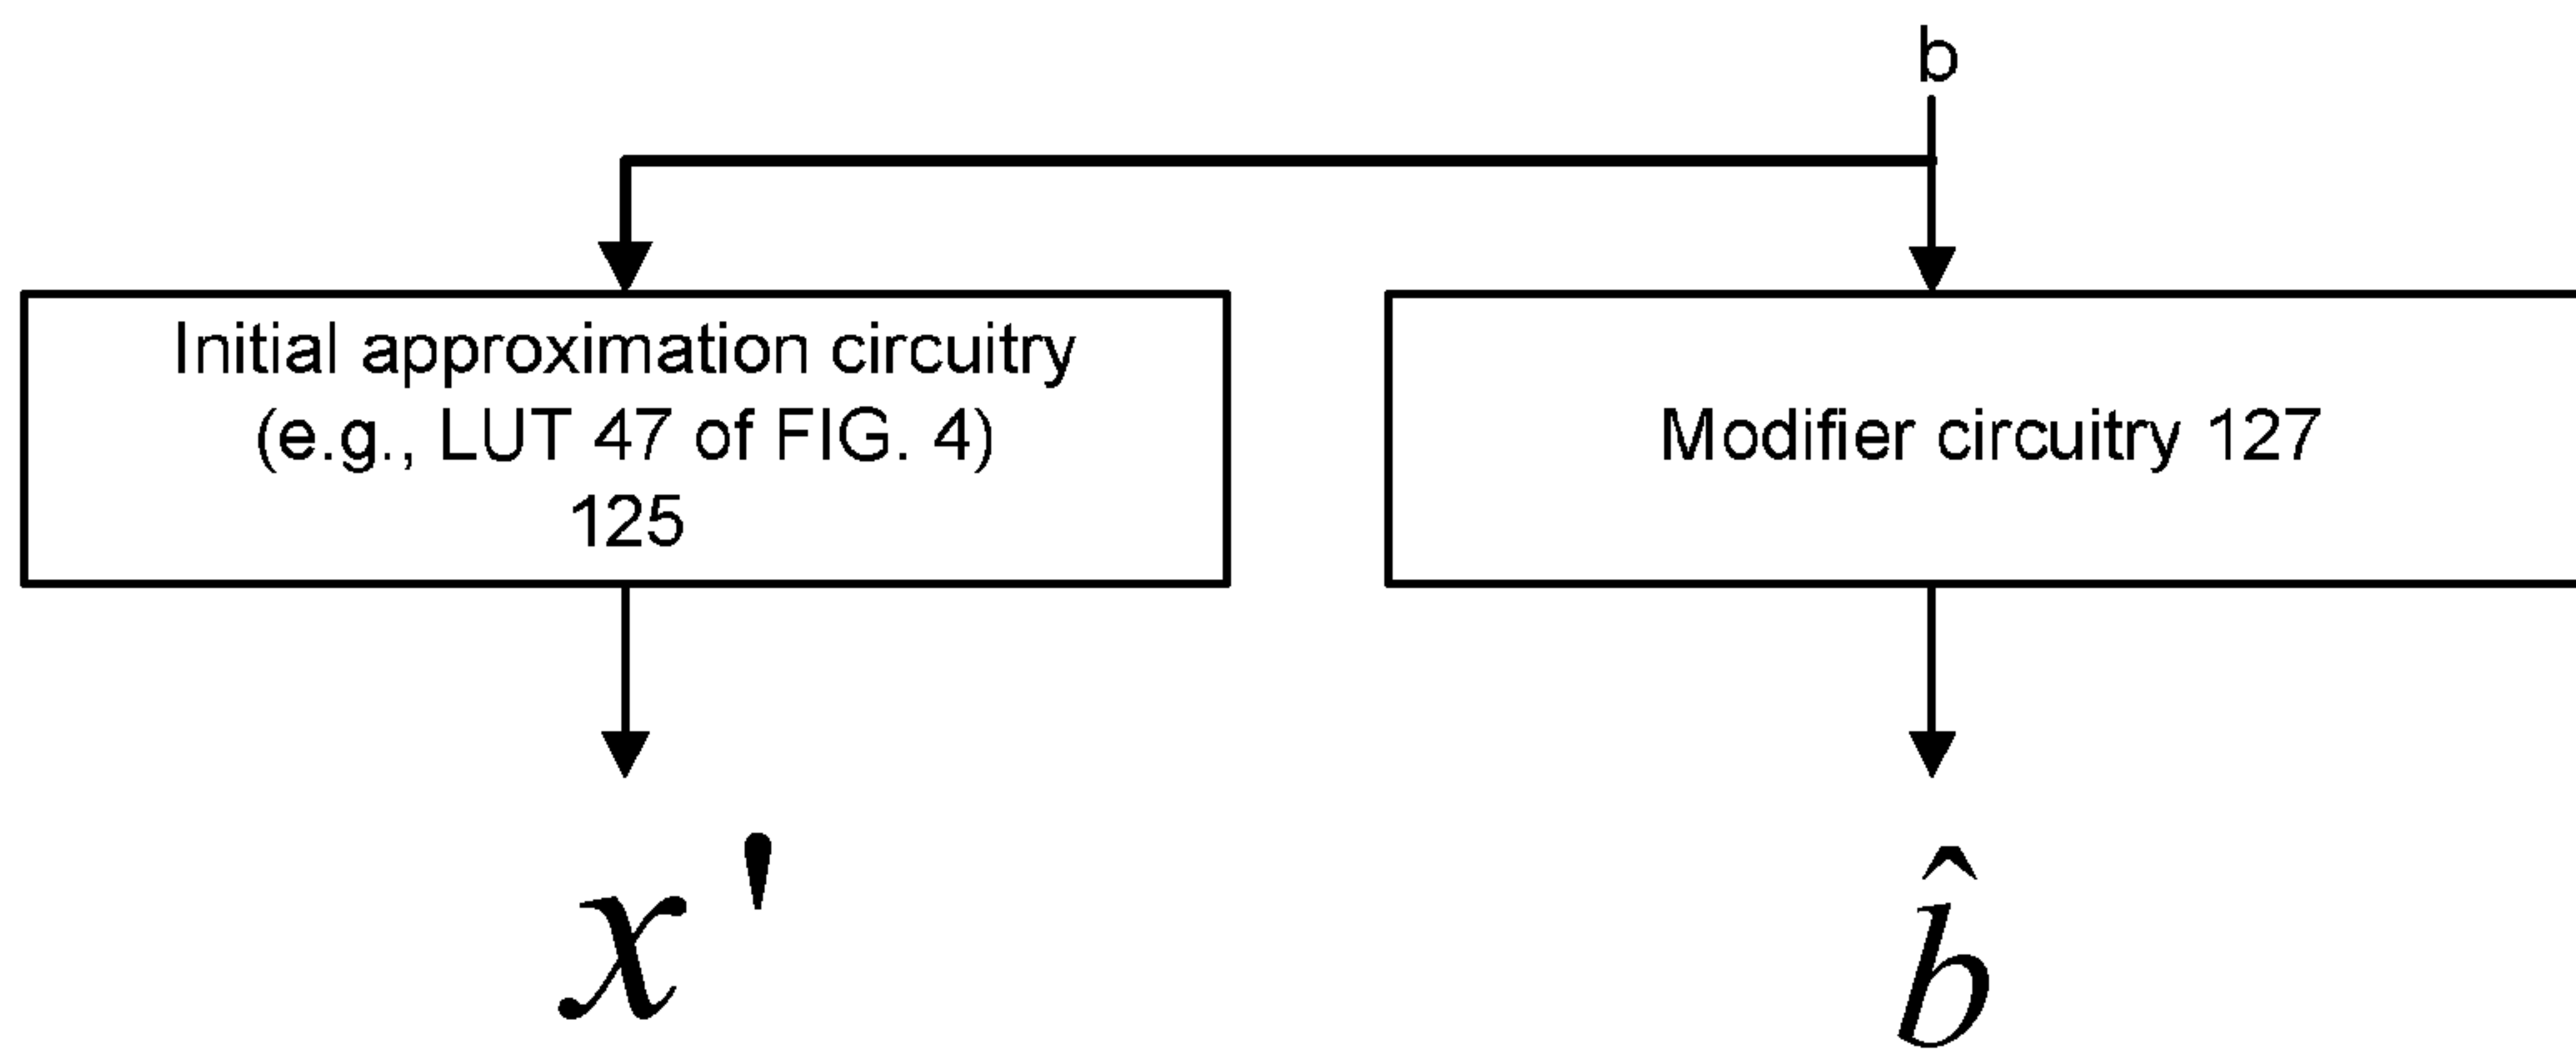 b
Initial approximation circuitry
(e.g., LUT 47 of FIG. 4)
125
Modifier circuitry 127
x'
b̂